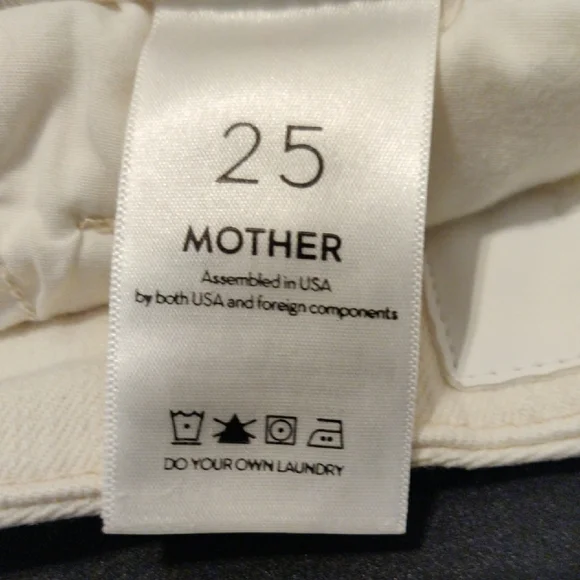 25
MOTHER
Assembled in USA
by both USA and foreign components
DO YOUR OWN LAUNDRY